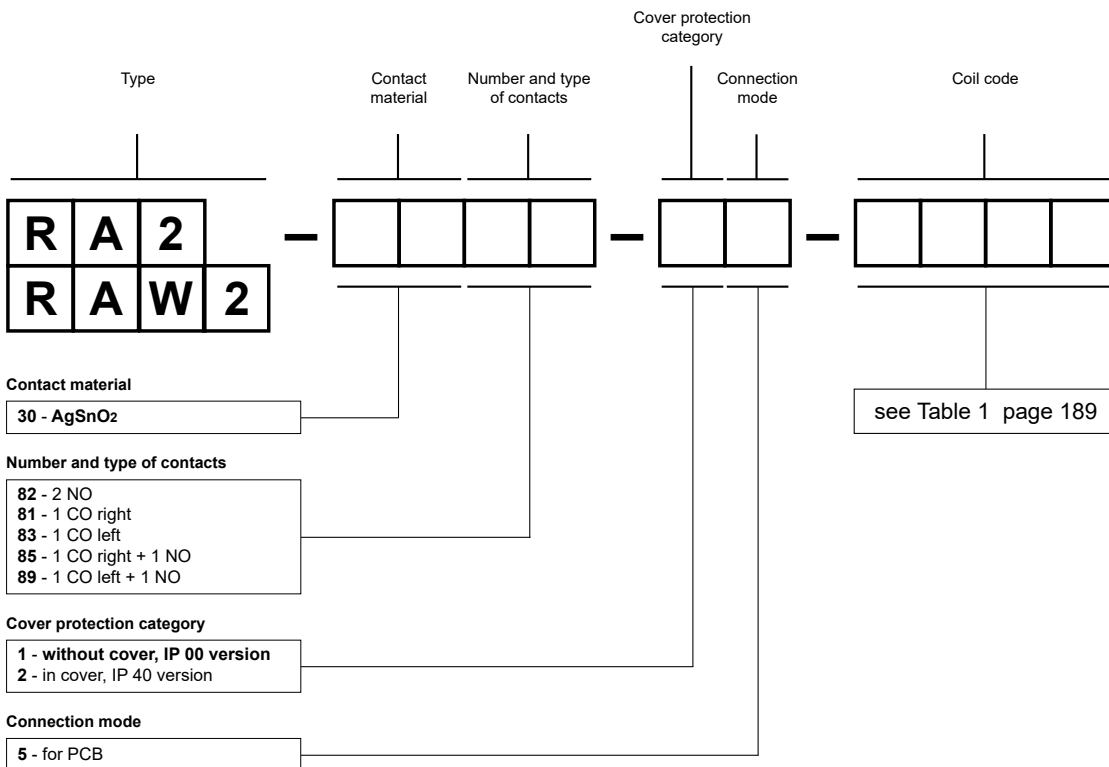 Cover protection
category
Type
Contact
material
Number and type
of contacts
Connection
mode
Coil code
R A 2 – –  –
R A W 2
Contact material
30 - AgSnO2
see Table 1 page 189
Number and type of contacts
82 - 2 NO
81 - 1 CO right
83 - 1 CO left
85 - 1 CO right + 1 NO
89 - 1 CO left + 1 NO
Cover protection category
1 - without cover, IP 00 version
2 - in cover, IP 40 version
Connection mode
5 - for PCB